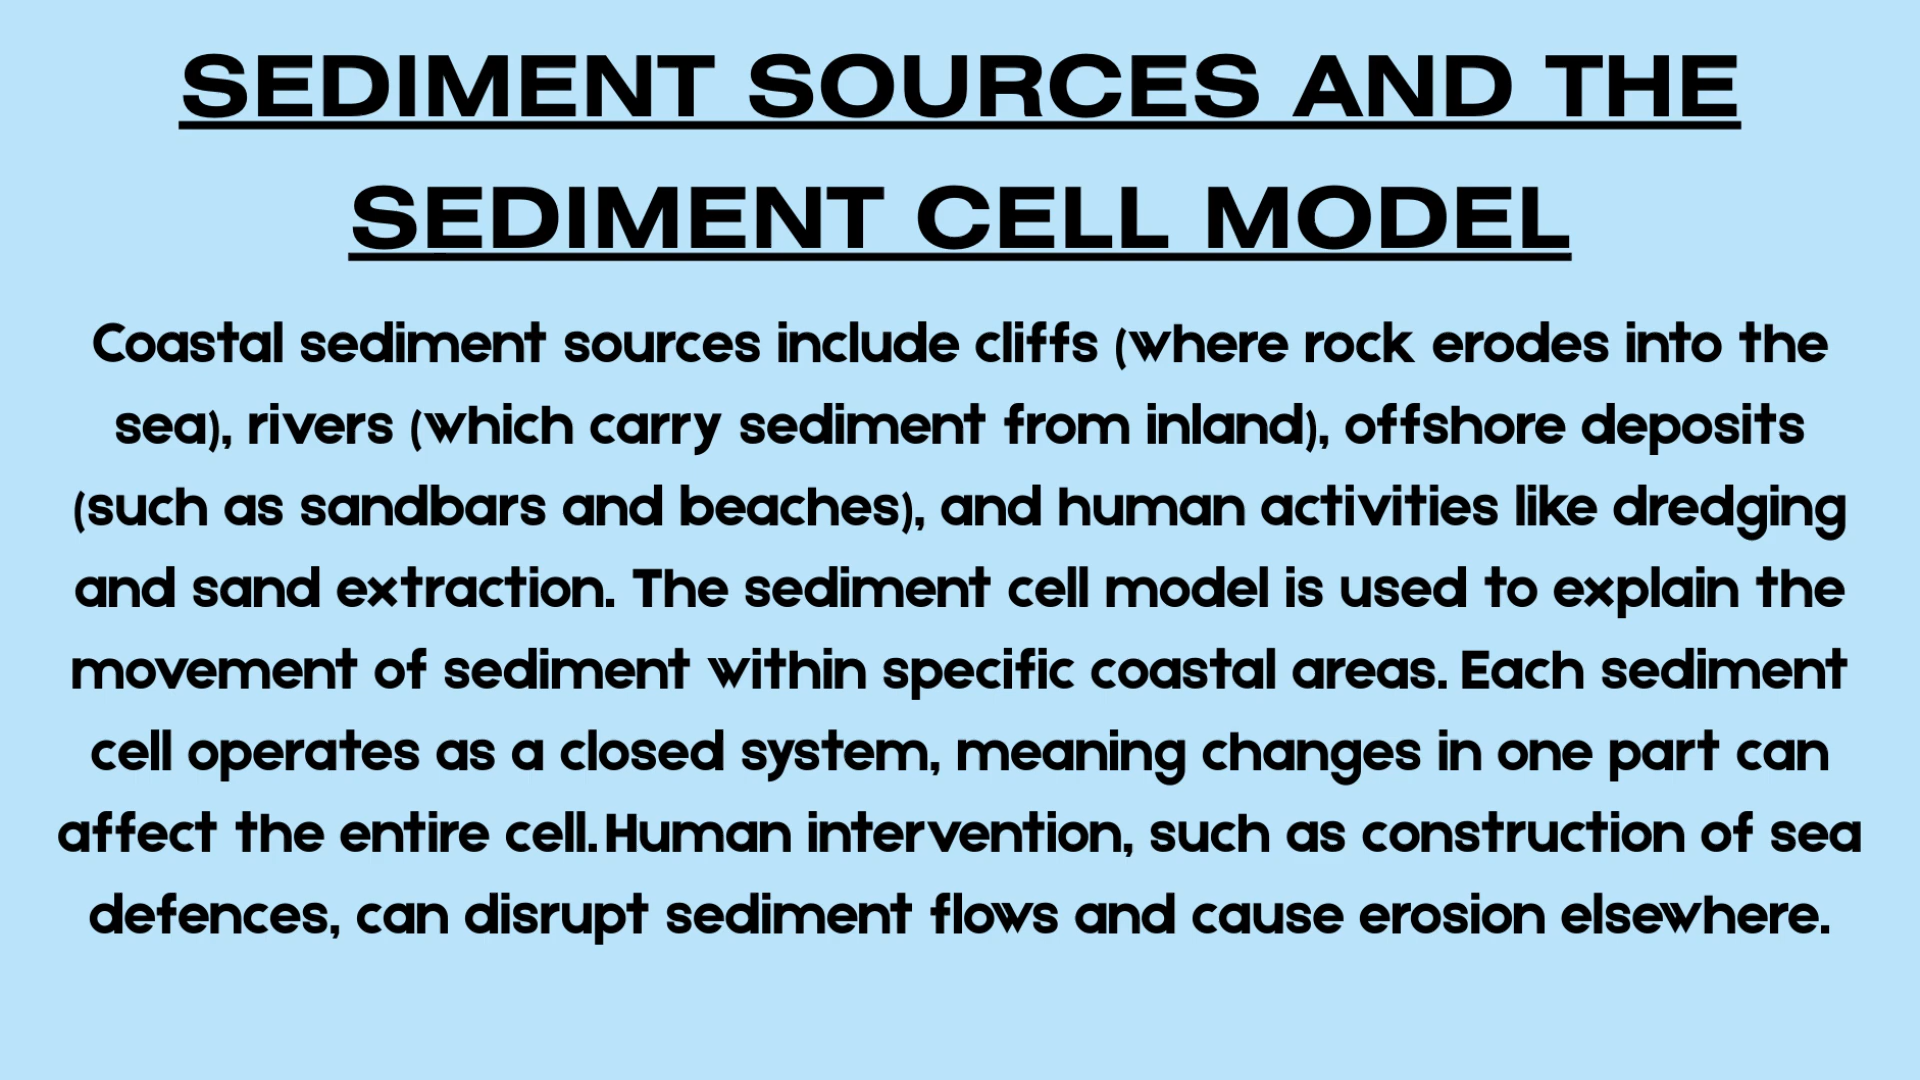 SEDIMENT SOURCES AND THE
SEDIMENT CELL MODEL
Coastal sediment sources include cliffs (where rock erodes into the
sea), rivers (which carry sediment from inland), offshore deposits
(such as sandbars and beaches), and human activities like dredging
and sand extraction. The sediment cell model is used to explain the
movement of sediment within specific coastal areas. Each sediment
cell operates as a closed system, meaning changes in one part can
affect the entire cell. Human intervention, such as construction of sea
defences, can disrupt sediment flows and cause erosion elsewhere.